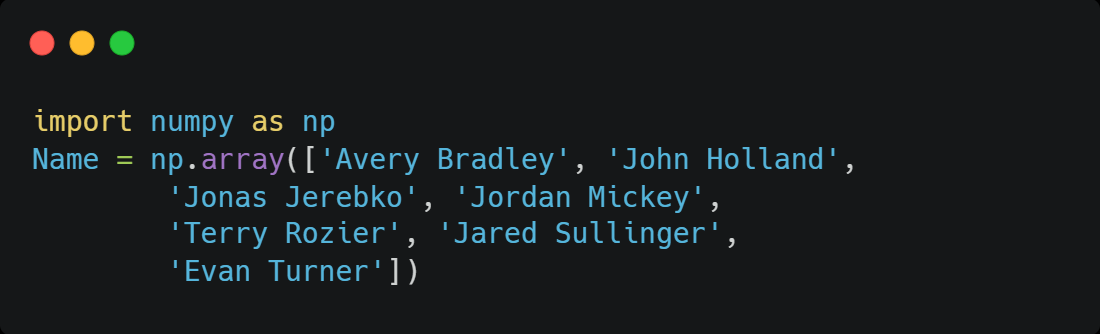 import numpy as np
Name = np.array(['Avery Bradley', 'John Holland',
        'Jonas Jerebko', 'Jordan Mickey',
        'Terry Rozier', 'Jared Sullinger',
        'Evan Turner'])